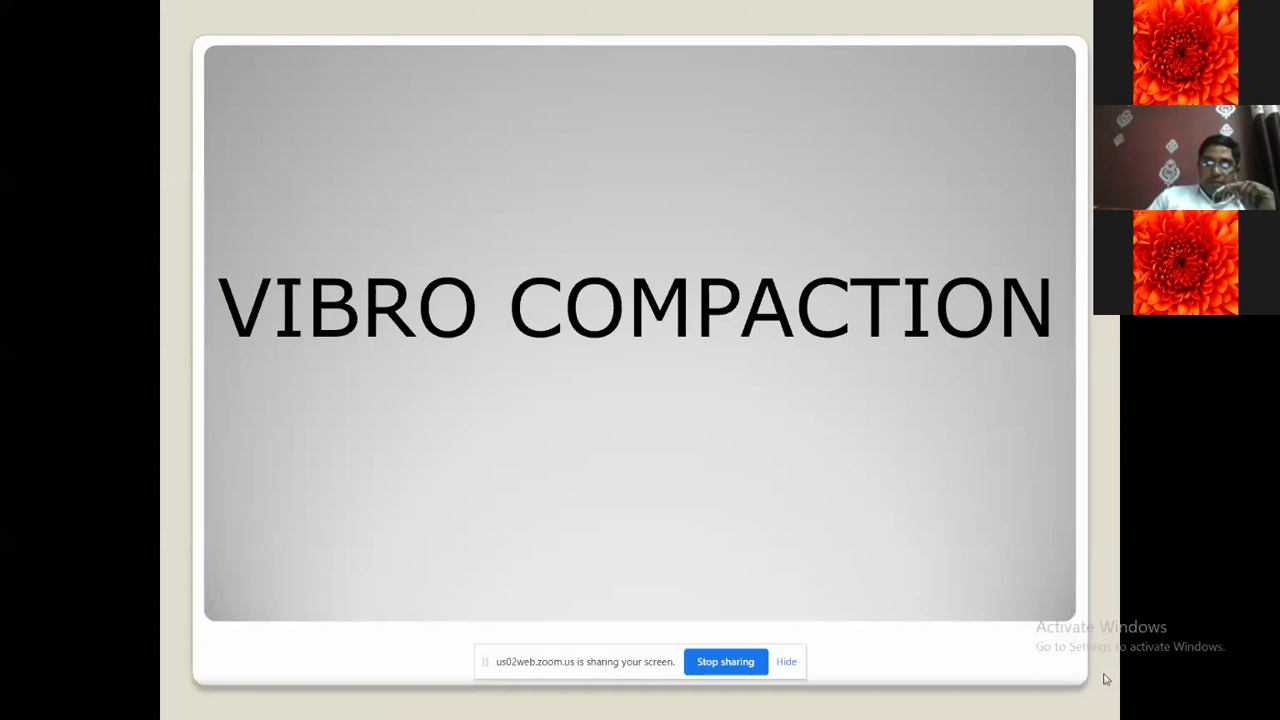 VIBRO COMPACTION
Activate Windows
Go to Settings to activate Windows.
us02web.zoom.us is sharing your screen.
Stop sharing
Hide